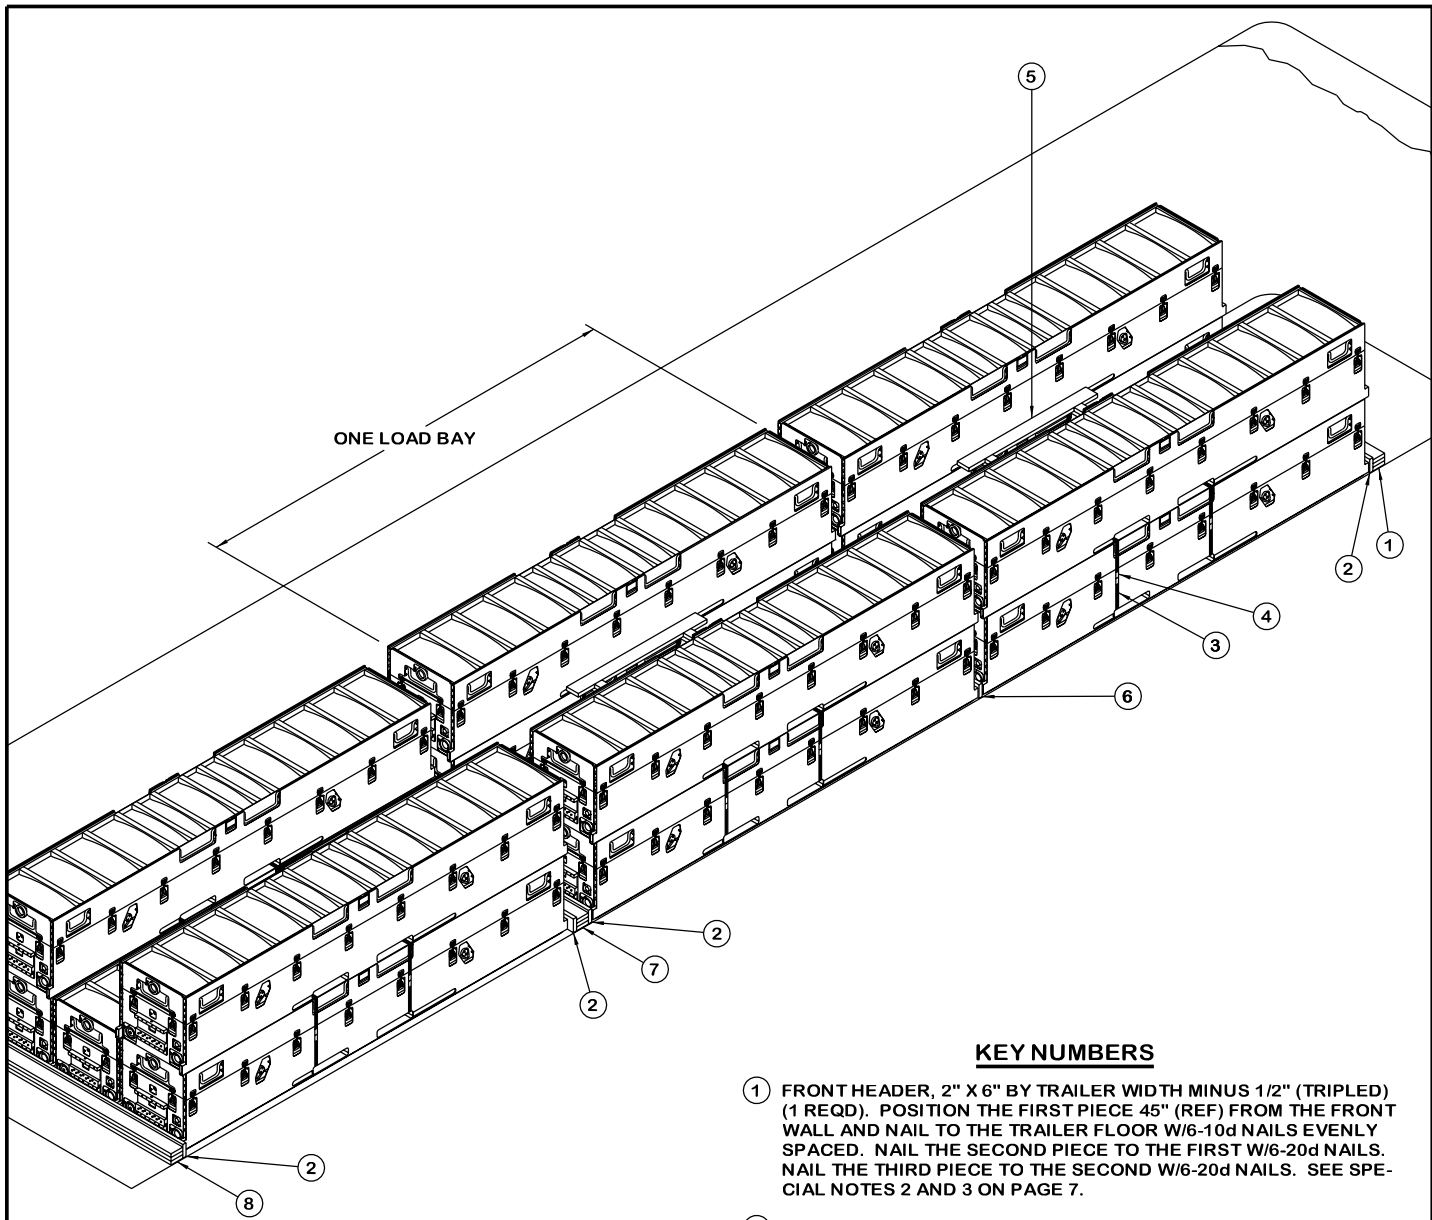 5
ONE LOAD BAY
1
2
4
3
6
2
7
2
2
8
KEY NUMBERS
1 FRONT HEADER, 2" X 6" BY TRAILER WIDTH MINUS 1/2" (TRIPLED)
(1 REQD). POSITION THE FIRST PIECE 45" (REF) FROM THE FRONT
WALL AND NAIL TO THE TRAILER FLOOR W/6-10d NAILS EVENLY
SPACED. NAIL THE SECOND PIECE TO THE FIRST W/6-20d NAILS.
NAIL THE THIRD PIECE TO THE SECOND W/6-20d NAILS. SEE SPE-
CIAL NOTES 2 AND 3 ON PAGE 7.